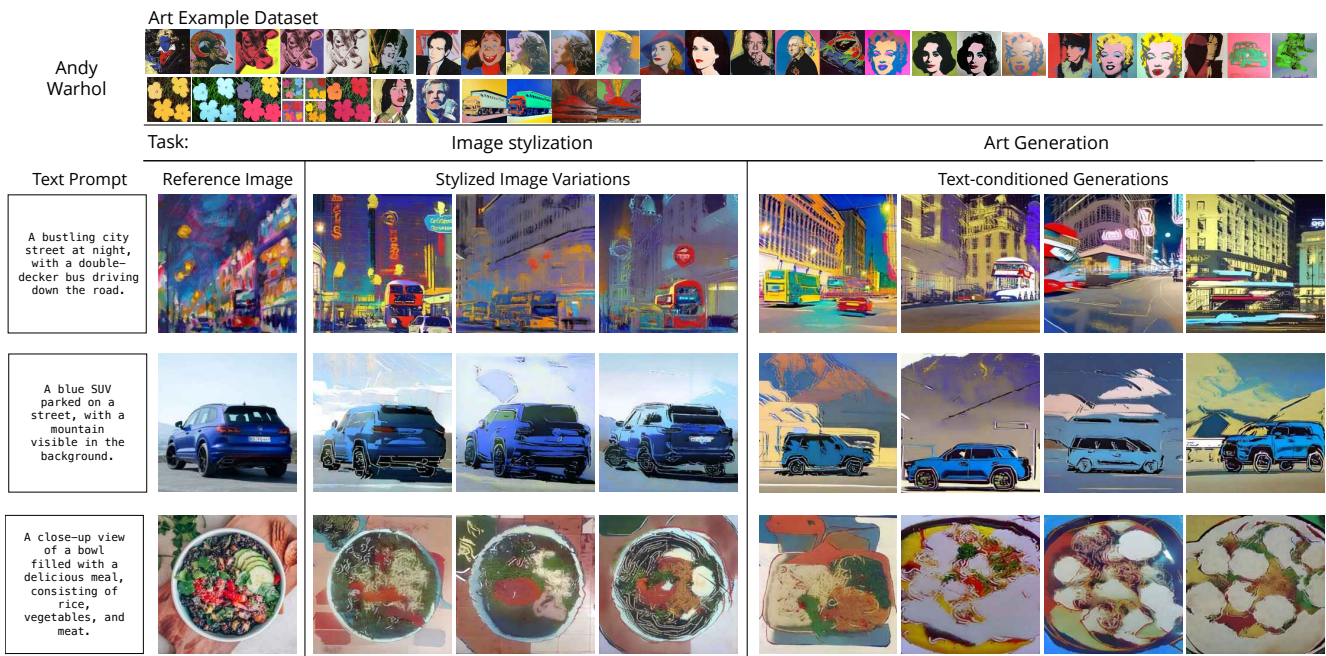 Art Example Dataset
Andy
Warhol
Task:
Image stylization
Art Generation
Text Prompt
Reference Image
Stylized Image Variations
Text-conditioned Generations
A bustling city
street at night,
with a double-
decker bus driving
down the road.
A blue SUV
parked on a
street, with a
mountain
visible in the
background.
A close-up view
of a bowl
filled with a
delicious meal,
consisting of
rice,
vegetables, and
meat.